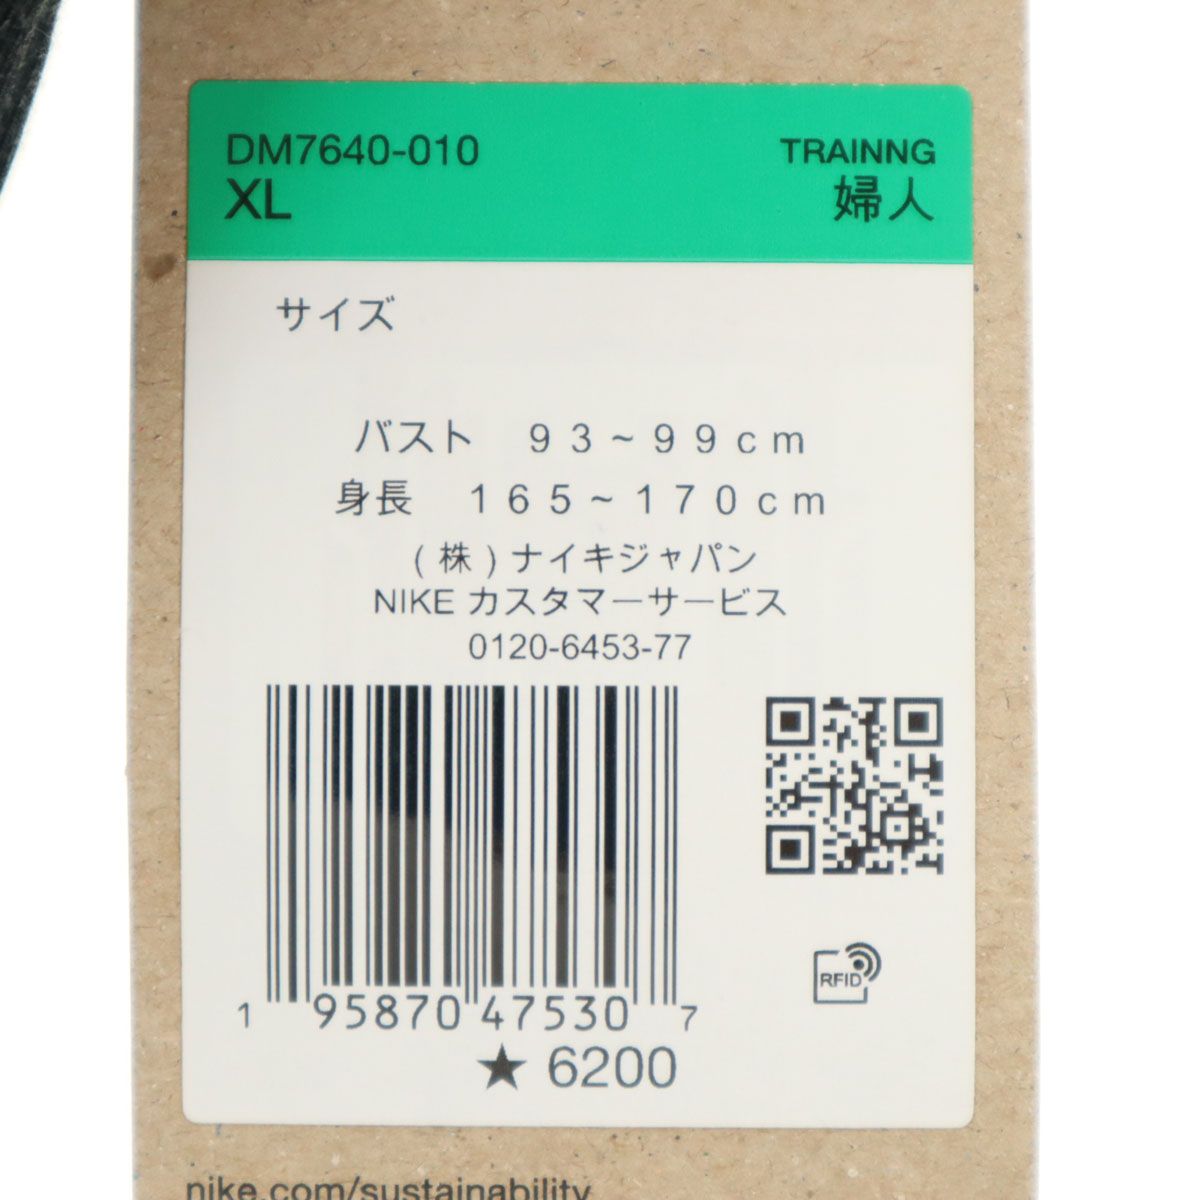 DM7640-010
TRAINNG
XL
婦人
サイズ
バスト 93~99cm
身長 165~170cm
(株)ナイキジャパン
NIKE カスタマーサービス
0120-6453-77
RFID
1 95870 47530 7
★6200
nike.com/sustainability